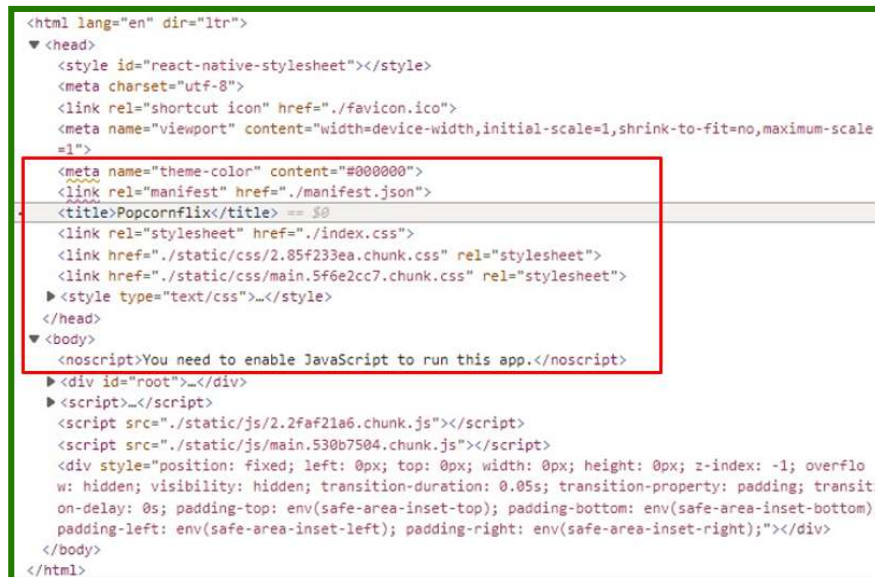 <html lang="en" dir="ltr">
▼ <head>
<style id="react-native-stylesheet"></style>
<meta charset="utf-8">
<link rel="shortcut icon" href="./favicon.ico">
<meta name="viewport" content="width=device-width,initial-scale=1,shrink-to-fit=no,maximum-scale
=1">
<meta name="theme-color" content="#000000">
<link rel="manifest" href="./manifest.json">
<title>Popcornflix</title> == $0
<link rel="stylesheet" href="./index.css">
<link href="./static/css/2.85f233ea.chunk.css" rel="stylesheet">
<link href="./static/css/main.5f6e2cc7.chunk.css" rel="stylesheet">
▶ <style type="text/css">…</style>
</head>
▼ <body>
<noscript>You need to enable JavaScript to run this app.</noscript>
▶ <div id="root">…</div>
▶ <script>…</script>
<script src="./static/js/2.2faf21a6.chunk.js"></script>
<script src="./static/js/main.530b7504.chunk.js"></script>
<div style="position: fixed; left: 0px; top: 0px; width: 0px; height: 0px; z-index: -1; overflo
w: hidden; visibility: hidden; transition-duration: 0.05s; transition-property: padding; transiti
on-delay: 0s; padding-top: env(safe-area-inset-top); padding-bottom: env(safe-area-inset-bottom)
padding-left: env(safe-area-inset-left); padding-right: env(safe-area-inset-right);"></div>
</body>
</html>